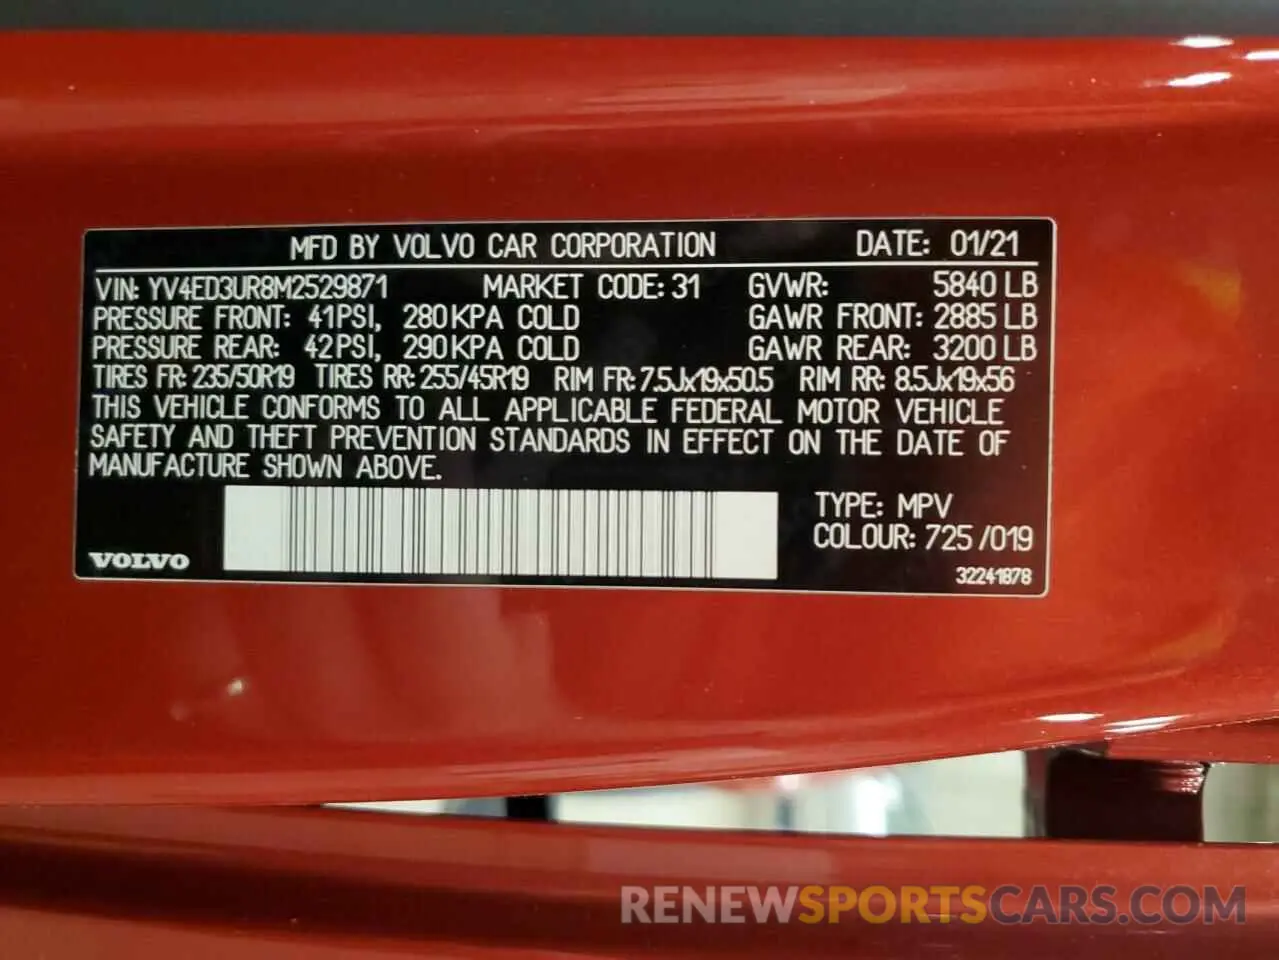 MFD BY VOLVO CAR CORPORATION DATE: 01/21
VIN: YV4ED3UR8M2529871 MARKET CODE: 31 GVWR: 5840 LB
PRESSURE FRONT: 41PSI, 280KPA COLD GAWR FRONT: 2885 LB
PRESSURE REAR: 42PSI, 290KPA COLD GAWR REAR: 3200 LB
TIRES FR: 235/50R19 TIRES RR: 255/45R19 RIM FR: 7.5Jx19x50.5 RIM RR: 8.5Jx19x56
THIS VEHICLE CONFORMS TO ALL APPLICABLE FEDERAL MOTOR VEHICLE
SAFETY AND THEFT PREVENTION STANDARDS IN EFFECT ON THE DATE OF
MANUFACTURE SHOWN ABOVE.
TYPE: MPV
COLOUR: 725 /019
VOLVO
32241878
RENEWSPORTSCARS.COM